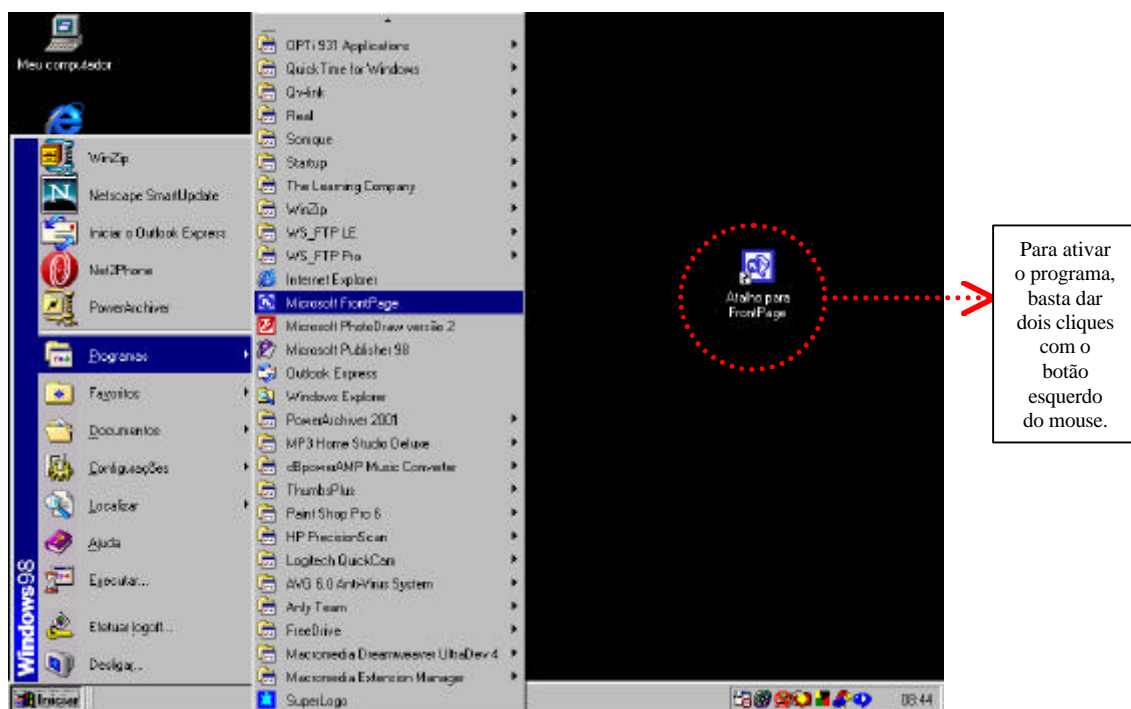 Meu computador
WinZip
Netscape SmartUpdate
Iniciar o Outlook Express
Net2Phone
PowerArchiver
Programas
Favoritos
Documentos
Configurações
Localizar
Ajuda
Executar...
Efetuar logoff...
Desligar...
Windows98
Iniciar
OPTi 931 Applications
QuickTime for Windows
Qv-link
Real
Sonique
Startup
The Learning Company
WinZip
WS_FTP LE
WS_FTP Pro
Internet Explorer
Microsoft FrontPage
Microsoft PhotoDraw versão 2
Microsoft Publisher 98
Outlook Express
Windows Explorer
PowerArchiver 2001
MP3 Home Studio Deluxe
dBpowerAMP Music Converter
ThumbsPlus
Paint Shop Pro 6
HP PrecisionScan
Logitech QuickCam
AVG 6.0 Anti-Virus System
Anly Team
FreeDrive
Macromedia Dreamweaver UltraDev 4
Macromedia Extension Manager
SuperLogo
Atalho para
FrontPage
Para ativar
o programa,
basta dar
dois cliques
com o
botão
esquerdo
do mouse.
08:44